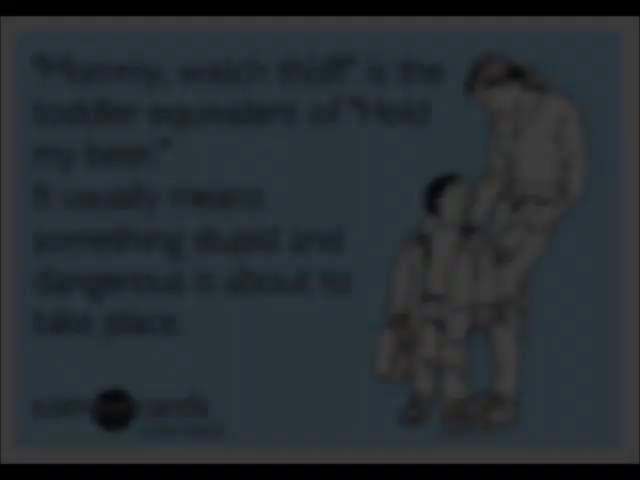 "Mommy, watch this!!" is the
toddler equivalent of "Hold
my beer."
It usually means
something stupid and
dangerous is about to
take place.